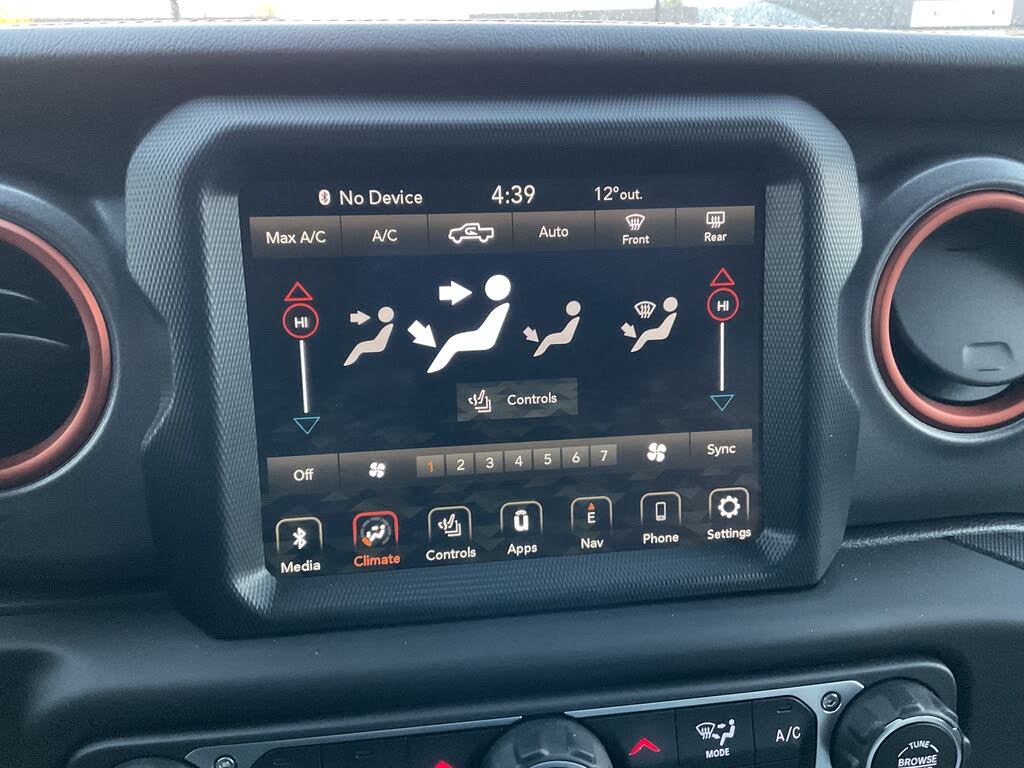 No Device 4:39 12°out.
Max A/C A/C Auto Front Rear
HI HI
Controls
Off 1 2 3 4 5 6 7 Sync
Media Climate Controls Apps E Nav Phone Settings
MODE A/C
TUNE
BROWSE